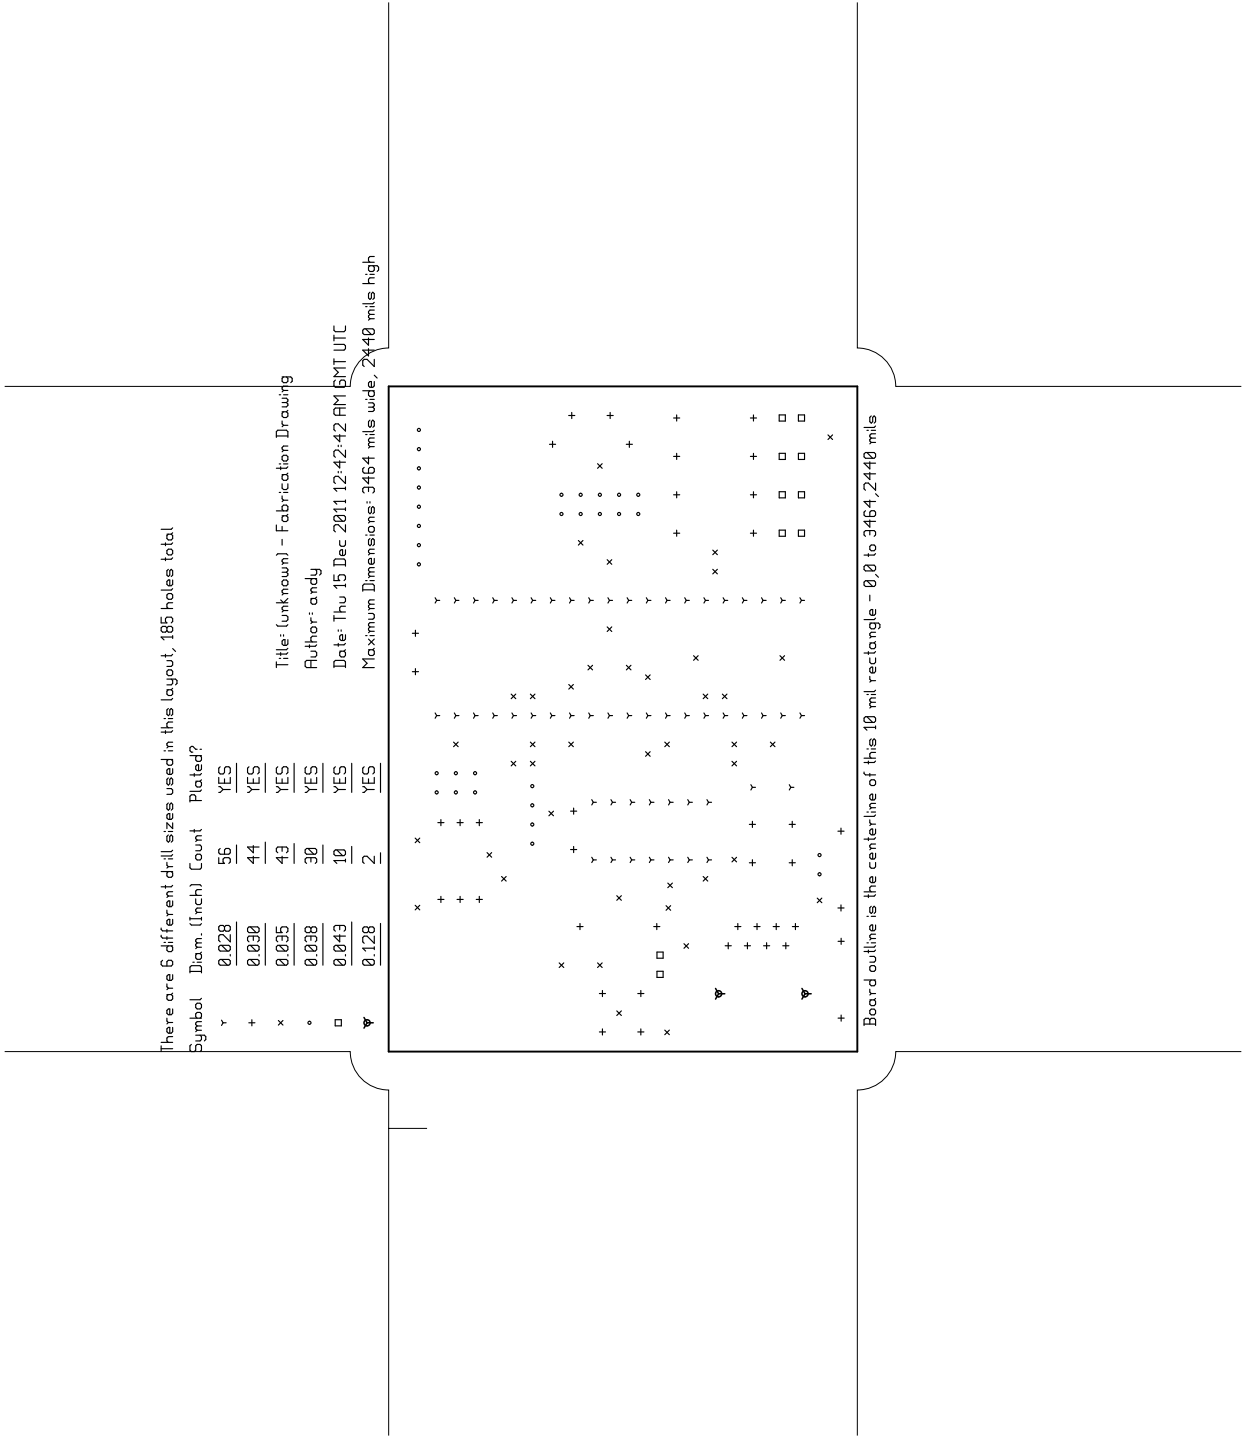 There are 6 different drill sizes used in this layout, 185 holes total
Symbol Diam. (Inch) Count Plated?
0.028 56 YES
0.030 44 YES
0.035 43 YES
0.038 30 YES
0.043 10 YES
0.128 2 YES
Title: (unknown) - Fabrication Drawing
Author: andy
Date: Thu 15 Dec 2011 12:42:42 AM GMT UTC
Maximum Dimensions: 3464 mils wide, 2440 mils high
Board outline is the centerline of this 10 mil rectangle - 0,0 to 3464,2440 mils